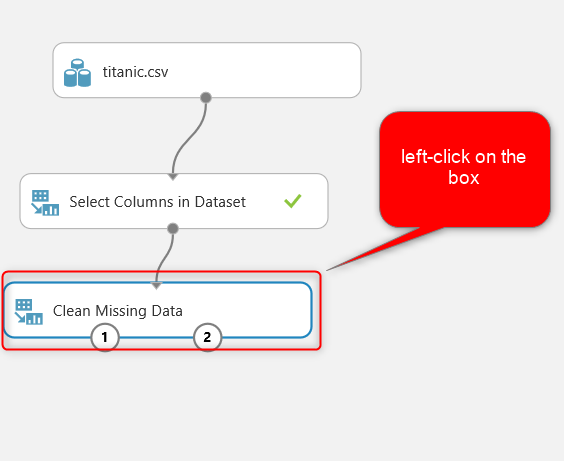 titanic.csv
left-click on the
box
Select Columns in Dataset
Clean Missing Data
1
2